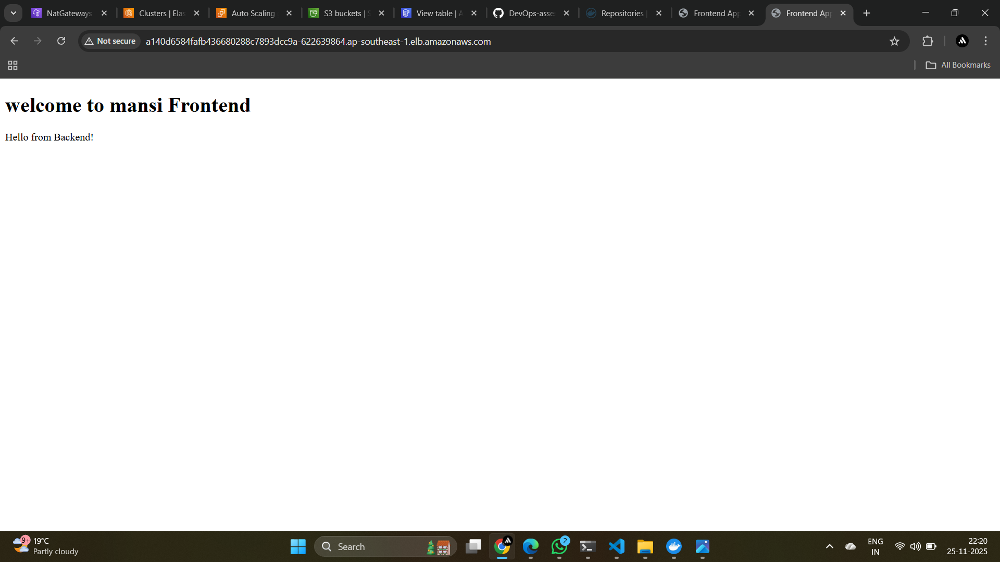 NatGateways
Clusters | Elas
Auto Scaling
S3 buckets | S
View table | A
DevOps-asse
Repositories |
Frontend App
Frontend App
Not secure
a140d6584fafb436680288c7893dcc9a-622639864.ap-southeast-1.elb.amazonaws.com
All Bookmarks
welcome to mansi Frontend
Hello from Backend!
9+
19°C
Partly cloudy
Search
2
ENG
IN
22:20
25-11-2025